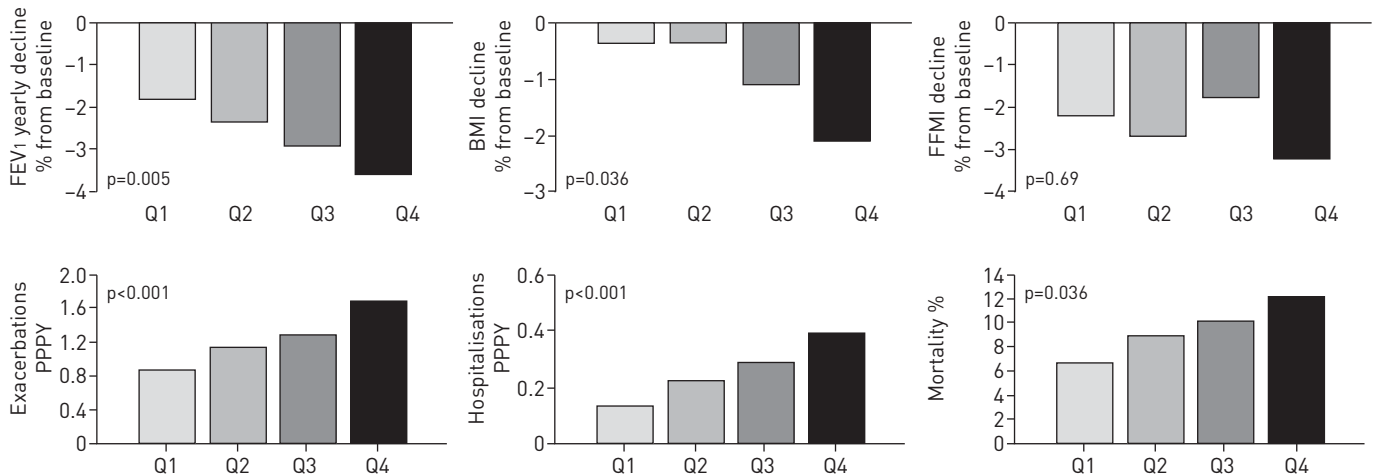 FEV1 yearly decline
% from baseline
0
–1
–2
–3
–4
p=0.005
Q1 Q2 Q3 Q4
BMI decline
% from baseline
0
–1
–2
–3
p=0.036
Q1 Q2 Q3 Q4
FFMI decline
% from baseline
0
–1
–2
–3
–4
p=0.69
Q1 Q2 Q3 Q4
Exacerbations
PPPY
2.0
1.6
1.2
0.8
0.4
0
p<0.001
Q1 Q2 Q3 Q4
Hospitalisations
PPPY
0.6
0.4
0.2
0
p<0.001
Q1 Q2 Q3 Q4
Mortality %
14
12
10
8
6
4
2
0
p=0.036
Q1 Q2 Q3 Q4